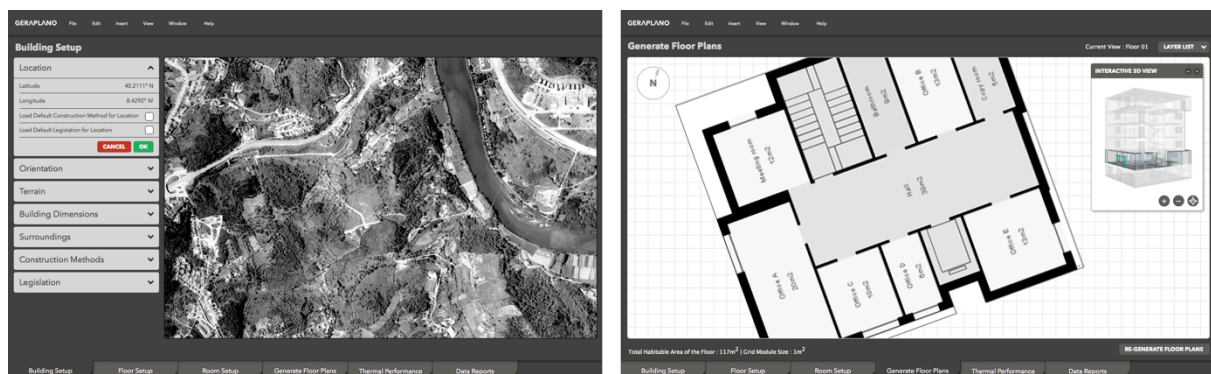 GERAPLANO File Edit Insert View Window Help
Building Setup
Location
Latitude 40.2111° N
Longitude 8.4292° W
Load Default Construction Method for Location
Load Default Legislation for Location
CANCEL OK
Orientation
Terrain
Building Dimensions
Surroundings
Construction Methods
Legislation
Building Setup Floor Setup Room Setup Generate Floor Plans Thermal Performance Data Reports
GERAPLANO File Edit Insert View Window Help
Generate Floor Plans
Current View : Floor 01 LAYER LIST
N
INTERACTIVE 3D VIEW
Meeting room
12m2
Bathroom
9m2
Office B
13m2
Copy room
8m2
Hall
39m2
Office A
20m2
Office C
10m2
Office D
6m2
Office E
13m2
Total Habitable Area of the Floor : 117m2 | Grid Module Size : 1m2
RE-GENERATE FLOOR PLANS
Building Setup Floor Setup Room Setup Generate Floor Plans Thermal Performance Data Reports